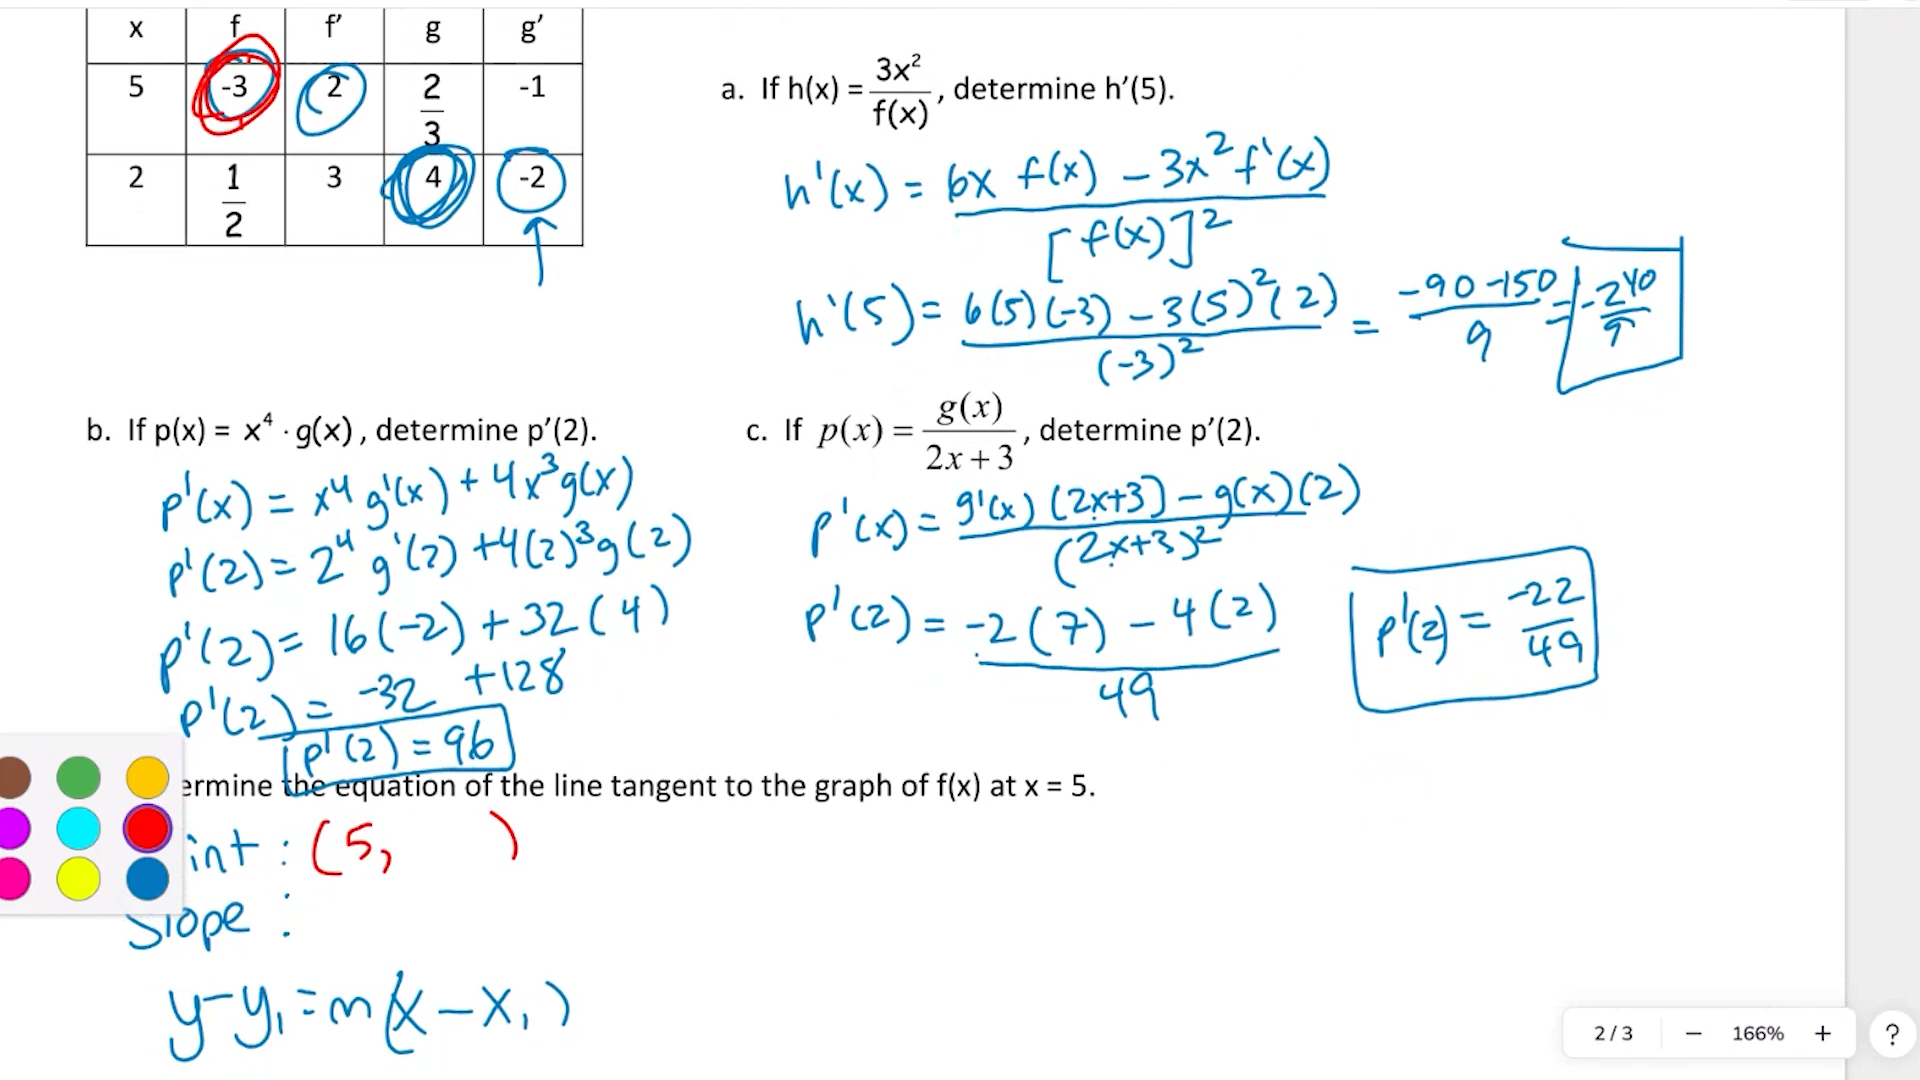 x f f’ g g’
5 -3 2 2/3 -1
2 1/2 3 4 -2
a. If h(x) = 3x²/f(x), determine h’(5).
h'(x) = 6x f(x) - 3x² f'(x) / [f(x)]²
h'(5) = 6(5)(-3) - 3(5)²(2) / (-3)² = -90-150 / 9 = -240/9
b. If p(x) = x⁴ · g(x), determine p’(2).
p'(x) = x⁴ g'(x) + 4x³g(x)
p'(2) = 2⁴ g'(2) + 4(2)³g(2)
p'(2) = 16(-2) + 32(4)
p'(2) = -32 +128
p'(2) = 96
c. If p(x) = g(x)/2x + 3, determine p’(2).
p'(x) = g'(x)(2x+3) - g(x)(2) / (2x+3)²
p'(2) = -2(7) - 4(2) / 49
p'(2) = -22/49
ermine the equation of the line tangent to the graph of f(x) at x = 5.
int : (5, )
Slope :
y-y₁=m(x-x₁)
2 / 3 − 166% + ?